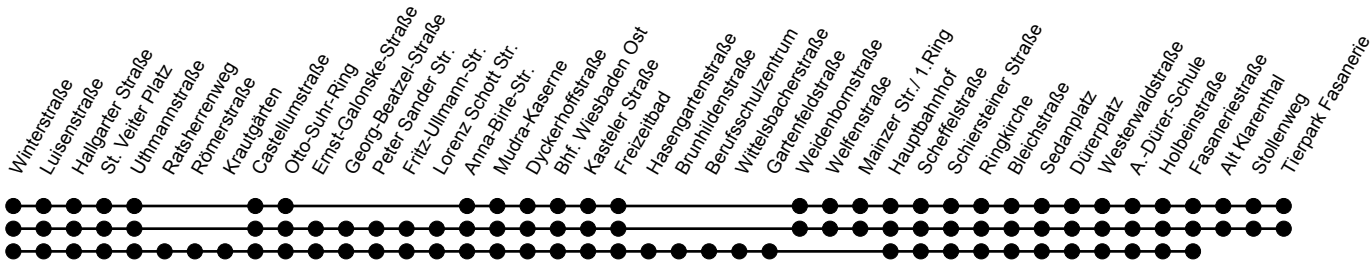 Winterstraße
Luisenstraße
Hallgarter Straße
St. Veiter Platz
Uthmannstraße
Ratsherrenweg
Römerstraße
Krautgärten
Castellumstraße
Otto-Suhr-Ring
Ernst-Galonske-Straße
Georg-Beatzel-Straße
Peter Sander Str.
Fritz-Ullmann-Str.
Lorenz Schott Str.
Anna-Birle-Str.
Mudra-Kaserne
Dyckerhoffstraße
Bhf. Wiesbaden Ost
Kasteler Straße
Freizeitbad
Hasengartenstraße
Brunhildenstraße
Berufsschulzentrum
Wittelsbacherstraße
Gartenfeldstraße
Weidenbornstraße
Welfenstraße
Mainzer Str./ 1.Ring
Hauptbahnhof
Scheffelstraße
Schiersteiner Straße
Ringkirche
Bleichstraße
Sedanplatz
Dürerplatz
Westerwaldstraße
A.-Dürer-Schule
Holbeinstraße
Fasaneriestraße
Alt Klarenthal
Stollenweg
Tierpark Fasanerie